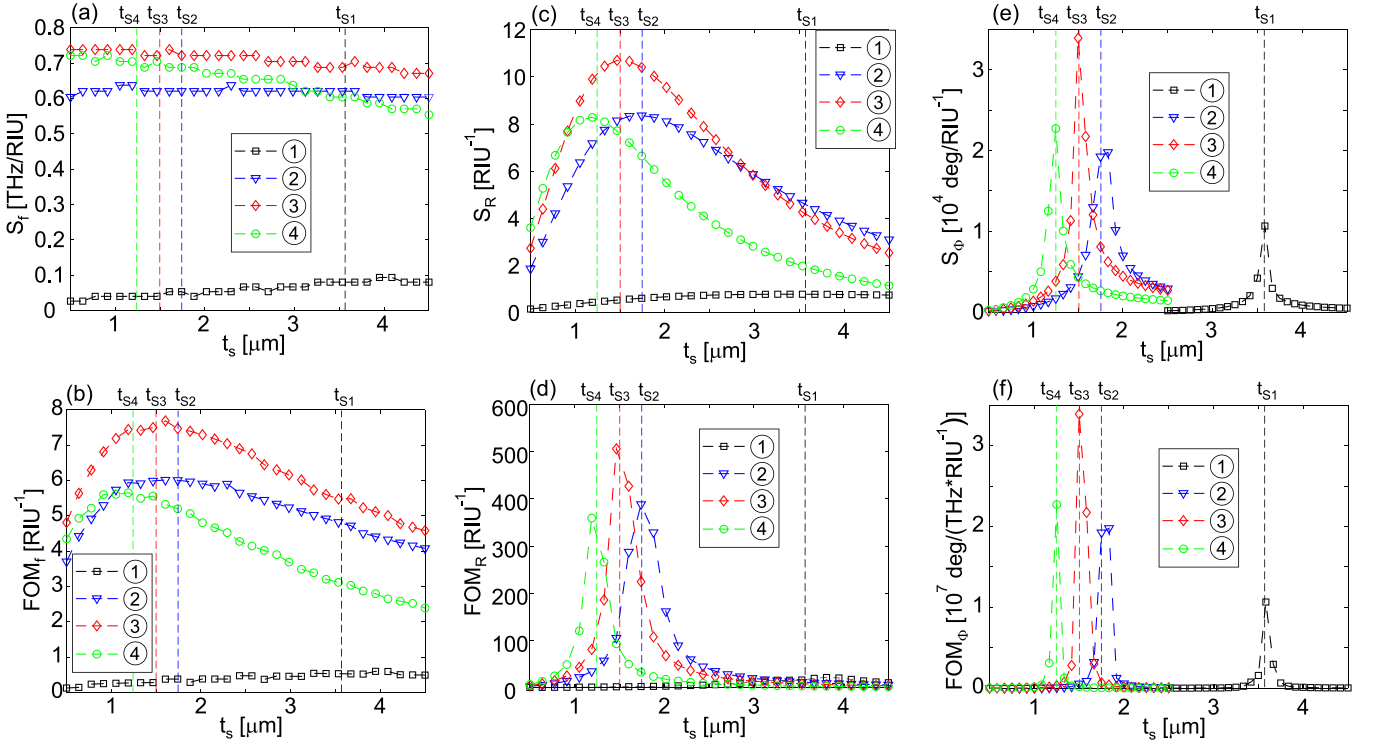 (a) t_S4 t_S3 t_S2 t_S1
S_f [THz/RIU]
0.8
0.7
0.6
0.5
0.4
0.3
0.2
0.1
0
① 
②
③
④
1 2 3 4
t_s [μm]
(b) t_S4 t_S3 t_S2 t_S1
FOM_f [RIU⁻¹]
8
7
6
5
4
3
2
1
0
①
②
③
④
1 2 3 4
t_s [μm]
(c) t_S4 t_S3 t_S2 t_S1
S_R [RIU⁻¹]
12
10
8
6
4
2
0
①
②
③
④
1 2 3 4
t_s [μm]
(d) t_S4 t_S3 t_S2 t_S1
FOM_R [RIU⁻¹]
600
500
400
300
200
100
0
①
②
③
④
1 2 3 4
t_s [μm]
(e) t_S4 t_S3 t_S2 t_S1
S_Φ [10⁴ deg/RIU⁻¹]
3
2
1
0
①
②
③
④
1 2 3 4
t_s [μm]
(f) t_S4 t_S3 t_S2 t_S1
FOM_Φ [10⁷ deg/(THz*RIU⁻¹)]
3
2
1
0
①
②
③
④
1 2 3 4
t_s [μm]